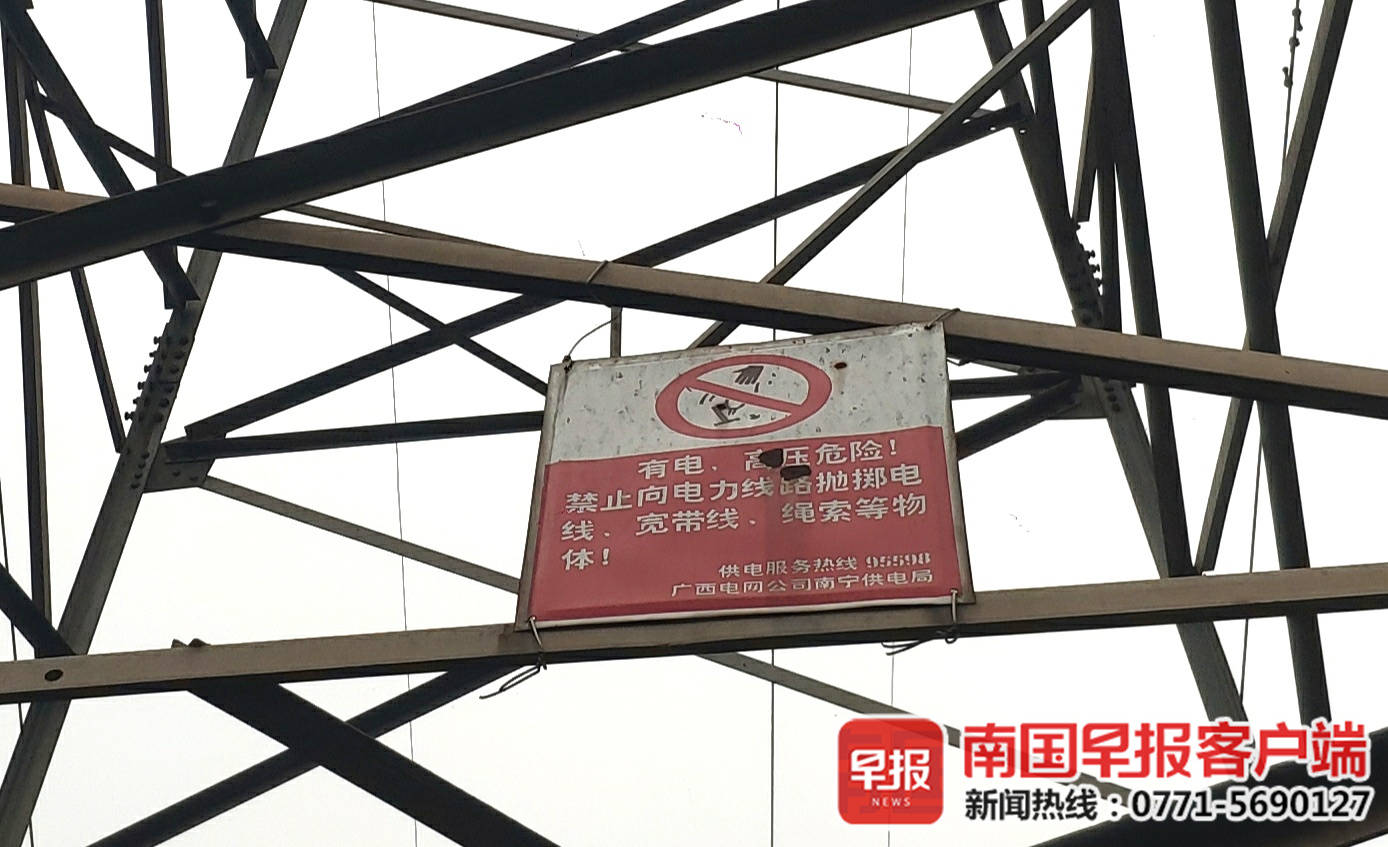 有电、高压危险!
禁止向电力线路抛掷电
线、宽带线、绳索等物
体!
供电服务热线 95598
广西电网公司南宁供电局
早报
NEWS
南国早报客户端
新闻热线:0771-5690127